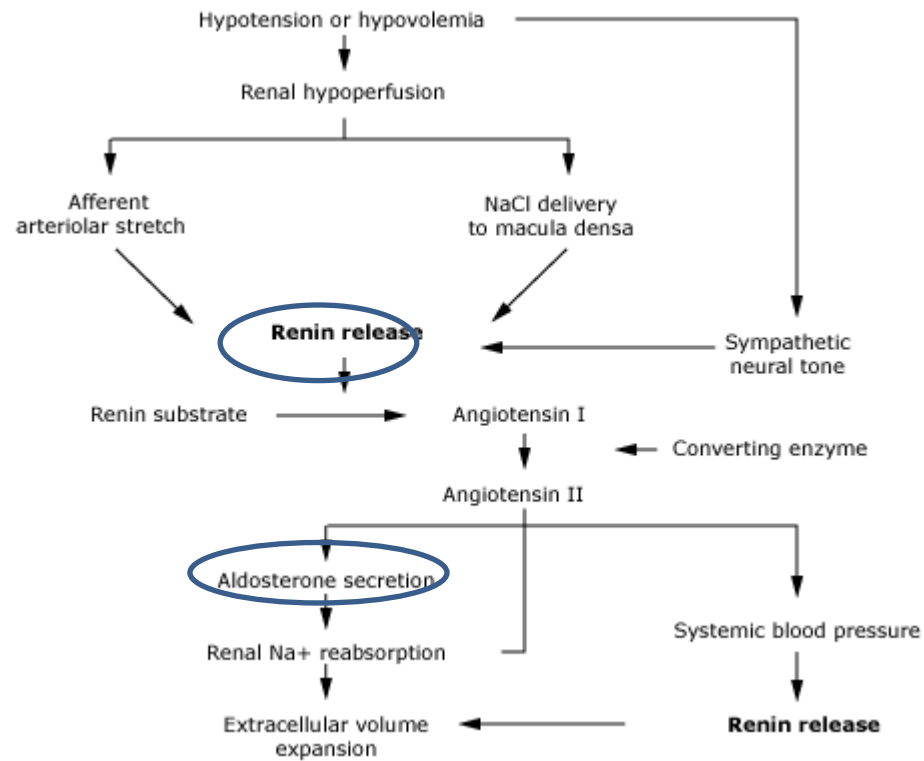 Hypotension or hypovolemia
Renal hypoperfusion
Afferent
arteriolar stretch
NaCl delivery
to macula densa
Renin release
Sympathetic
neural tone
Renin substrate
Angiotensin I
Converting enzyme
Angiotensin II
Aldosterone secretion
Systemic blood pressure
Renal Na+ reabsorption
Extracellular volume
expansion
Renin release